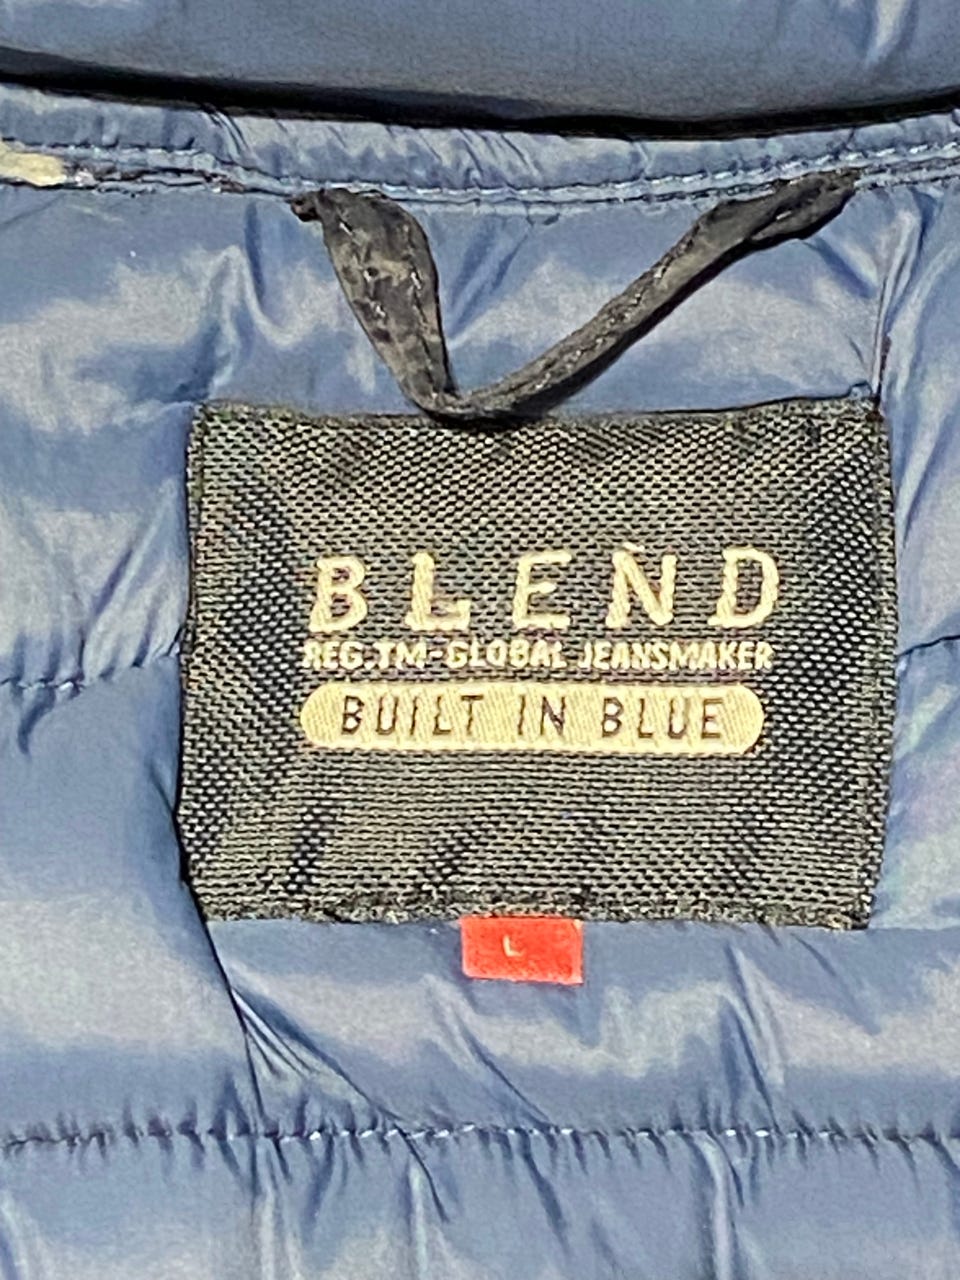 BLEND
REG.TM-GLOBAL JEANSMAKER
BUILT IN BLUE
L